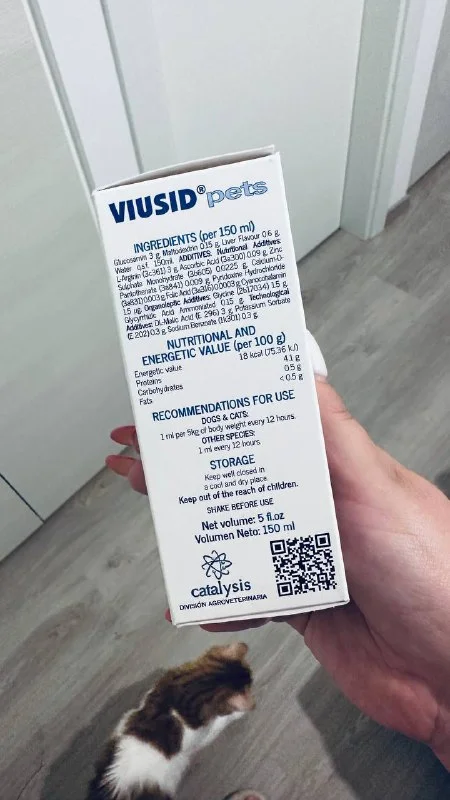 VIUSID® pets
INGREDIENTS (per 150 ml)
Glucosamin 3 g, Maltodextrin 0.15 g, Liver Flavour 0.6 g,
Water q.s.f. 150ml. ADDITIVES: Nutritional Additives:
L-Arginin (3c361) 3 g, Ascorbic Acid (3a300) 0.09 g, Zinc
Sulphate Monohydrate (3b605) 0.0225 g, Calcium-D-
Pantothenate (3a841) 0.009 g, Pyridoxine Hydrochloride
(3a831) 0.003 g, Folic Acid (3a316) 0.0003 g, Cyanocobalamin
1.5 µg. Organoleptic Additives: Glycine (2b17034) 1.5 g,
Glycyrrhizic Acid Ammoniated 0.15 g. Technological
Additives: DL-Malic Acid (E 296) 3 g, Potassium Sorbate
(E 202) 0.3 g, Sodium Benzoate (1k301) 0.3 g.
NUTRITIONAL AND
ENERGETIC VALUE (per 100 g)
Energetic value 18 kcal (75.36 kJ)
Proteins 4.1 g
Carbohydrates 0.5 g
Fats < 0.5 g
RECOMMENDATIONS FOR USE
DOGS & CATS:
1 ml per 5kg of body weight every 12 hours.
OTHER SPECIES:
1 ml every 12 hours
STORAGE
Keep well closed in
a cool and dry place.
Keep out of the reach of children.
SHAKE BEFORE USE
Net volume: 5 fl.oz
Volumen Neto: 150 ml
catalysis
DIVISIÓN AGROVETERINARIA